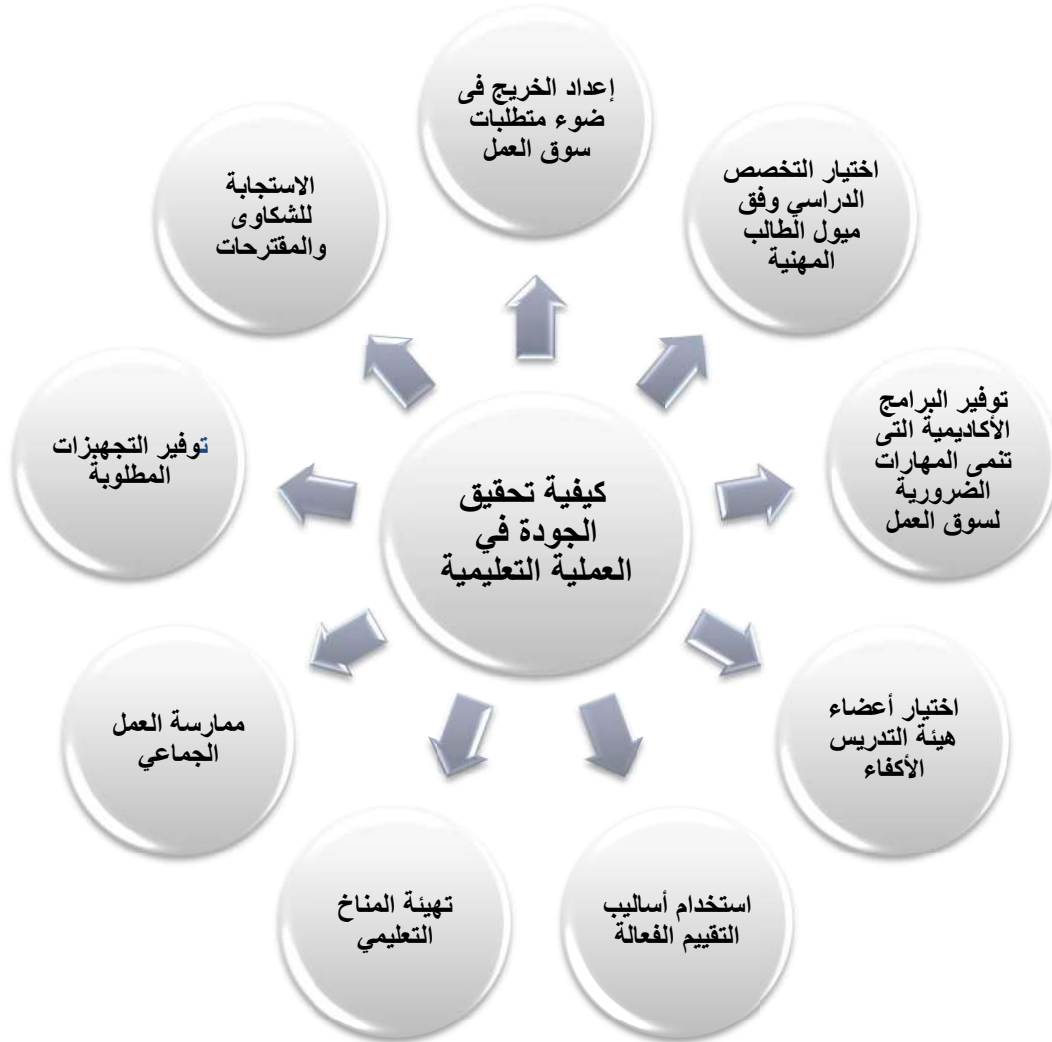 كيفية تحقيق
الجودة في
العملية التعليمية
إعداد الخريج فى
ضوء متطلبات
سوق العمل
اختيار التخصص
الدراسي وفق
ميول الطالب
المهنية
توفير البرامج
الأكاديمية التى
تنمى المهارات
الضرورية
لسوق العمل
اختيار أعضاء
هيئة التدريس
الأكفاء
استخدام أساليب
التقييم الفعالة
تهيئة المناخ
التعليمي
ممارسة العمل
الجماعي
توفير التجهيزات
المطلوبة
الاستجابة
للشكاوى
والمقترحات